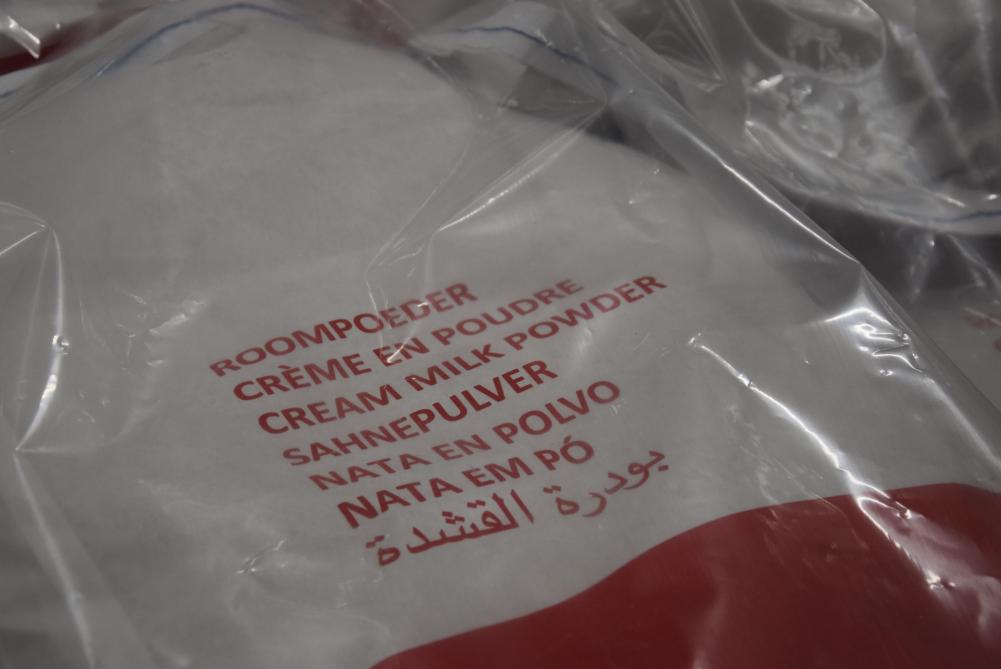 ROOMPOEDER
CRÈME EN POUDRE
CREAM MILK POWDER
SAHNEPULVER
NATA EN POLVO
NATA EM PÓ
بودرة القشدة